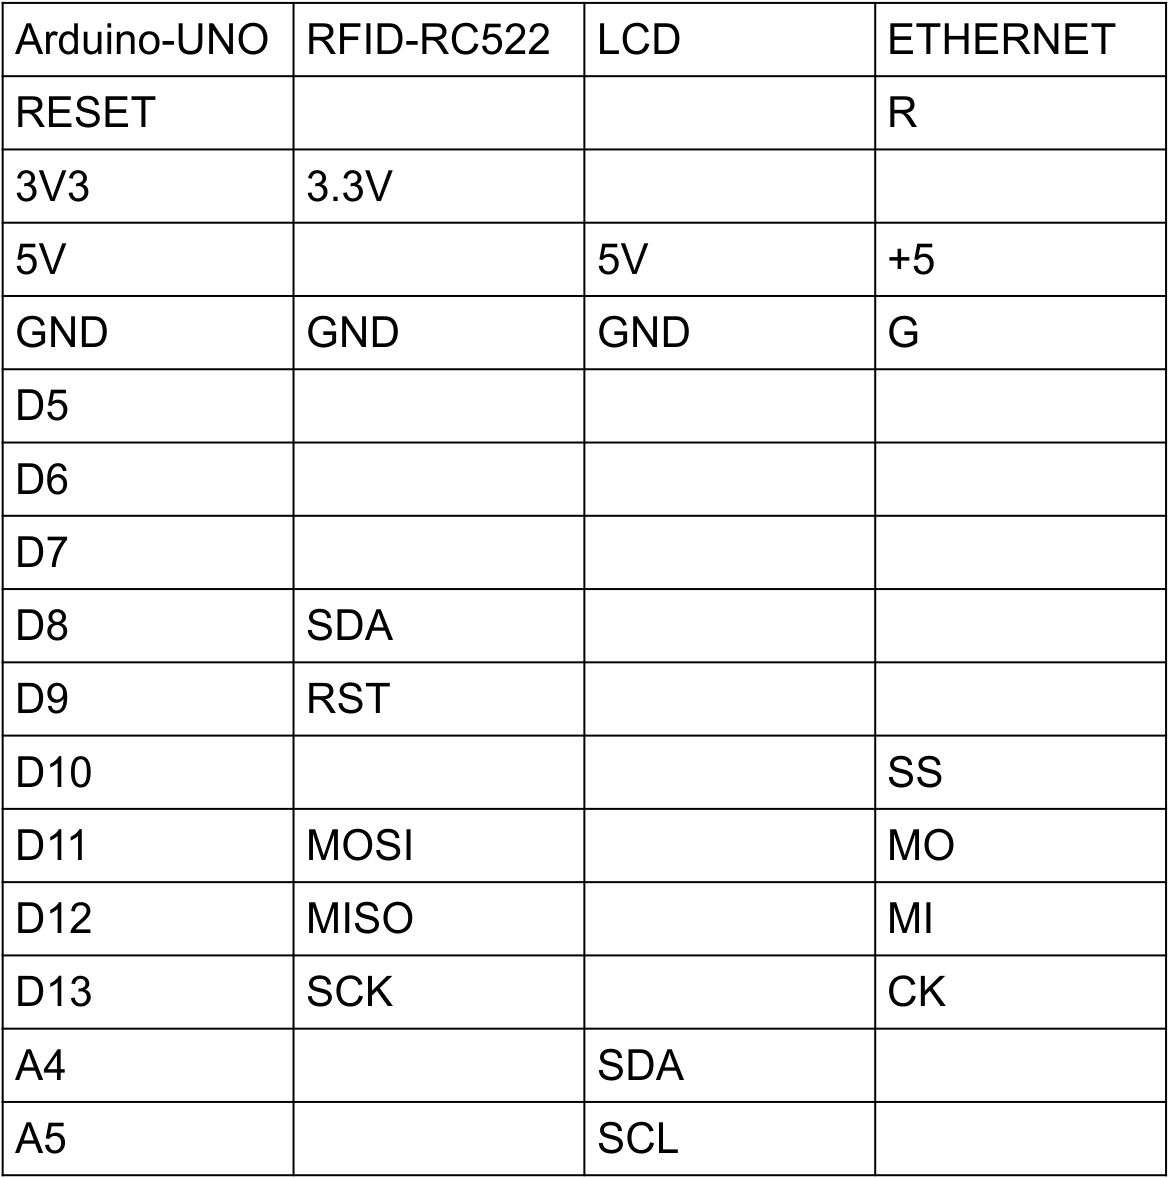 Arduino-UNO RFID-RC522 LCD ETHERNET
RESET R
3V3 3.3V
5V 5V +5
GND GND GND G
D5
D6
D7
D8 SDA
D9 RST
D10 SS
D11 MOSI MO
D12 MISO MI
D13 SCK CK
A4 SDA
A5 SCL